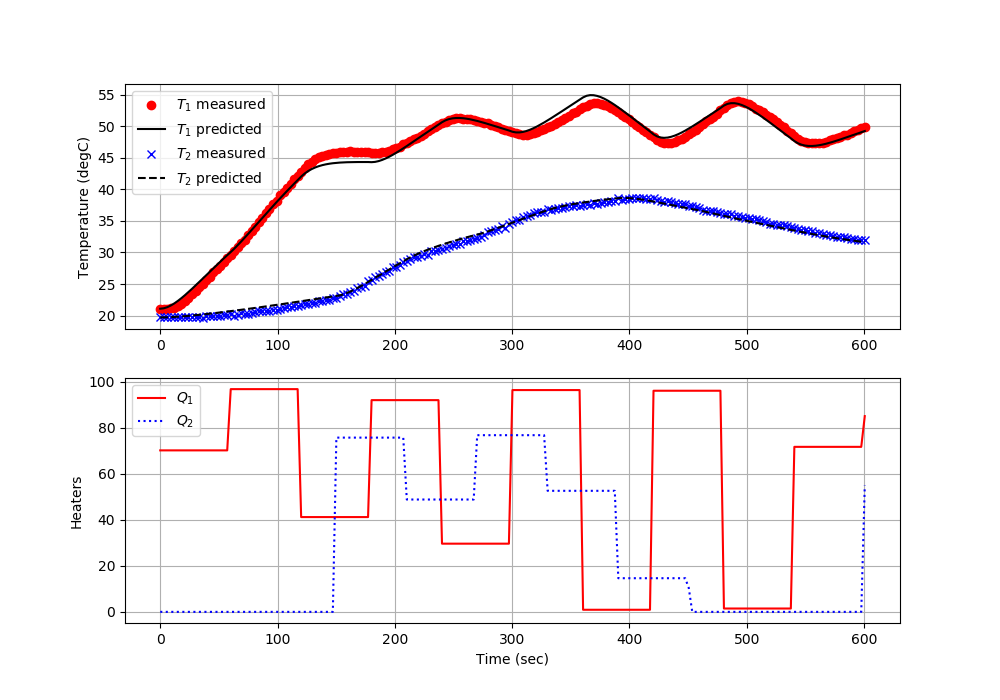 Temperature (degC)
55
50
45
40
35
30
25
20
T₁ measured
T₁ predicted
T₂ measured
T₂ predicted
0 100 200 300 400 500 600
Heaters
100
80
60
40
20
0
Q₁
Q₂
0 100 200 300 400 500 600
Time (sec)